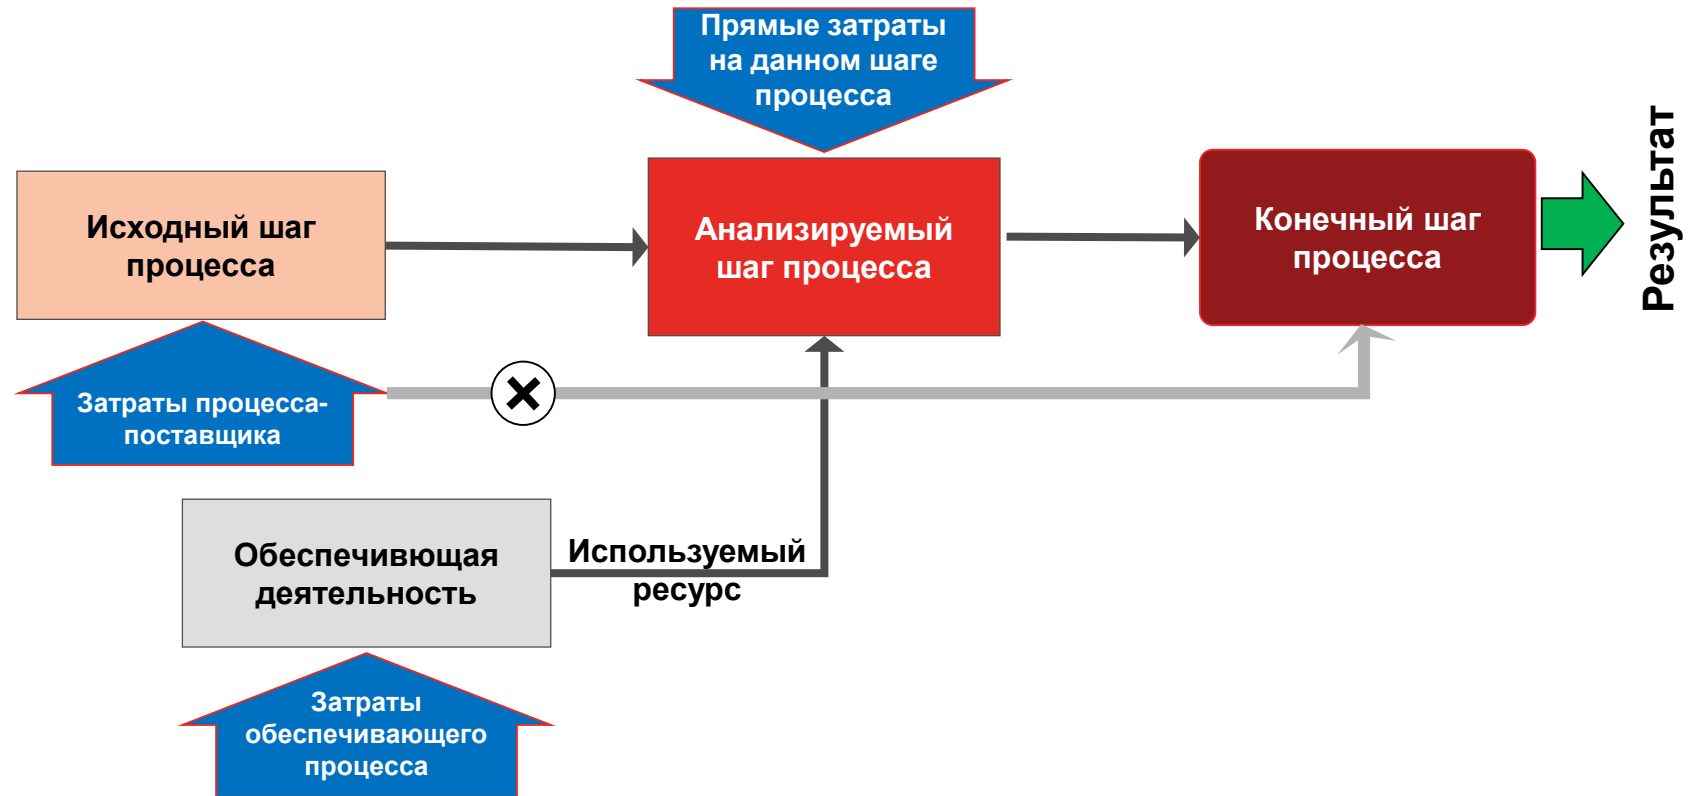 Прямые затраты
на данном шаге
процесса
Исходный шаг
процесса
Анализируемый
шаг процесса
Конечный шаг
процесса
Результат
Затраты процесса-
поставщика
Обеспечивющая
деятельность
Используемый
ресурс
Затраты
обеспечивающего
процесса